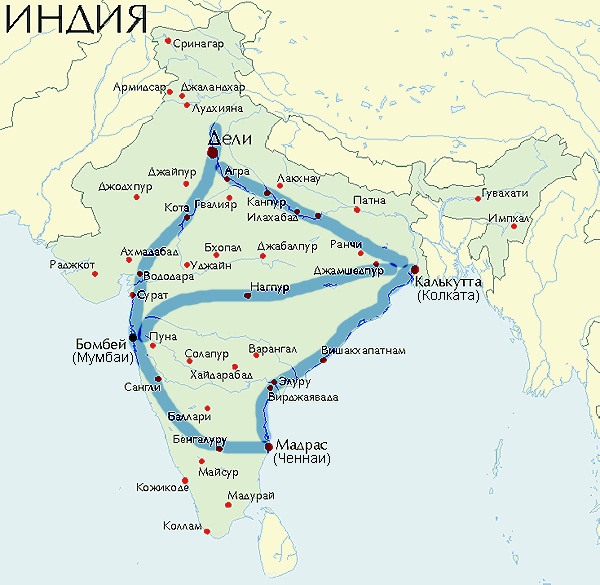 ИНДИЯ
Сринагар
Армидсар
Джаландхар
Лудхияна
Дели
Агра
Джайпур
Лакхнау
Джодхпур
Канпур
Гвалияр
Кота
Илахабад
Патна
Гувахати
Импхал
Ахмадабад
Бхопал
Джабалпур
Ранчи
Раджкот
Уджайн
Вододара
Джамшедпур
Калькутта
(Колката)
Сурат
Нагпур
Бомбей
(Мумбаи)
Пуна
Солапур
Варангал
Вишакхапатнам
Хайдарабад
Сангли
Элуру
Вирджаявада
Баллари
Бенгалуру
Мадрас
(Ченнаи)
Майсур
Кожикоде
Мадурай
Коллам